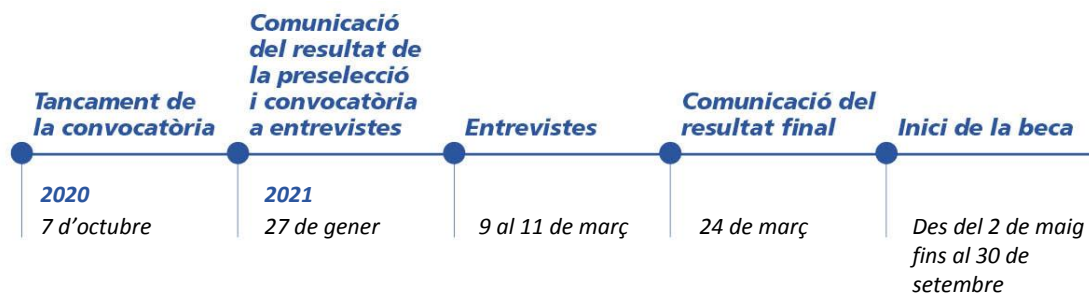 Tancament de
la convocatòria
2020
7 d’octubre
Comunicació
del resultat de
la preselecció
i convocatòria
a entrevistes
2021
27 de gener
Entrevistes
9 al 11 de març
Comunicació del
resultat final
24 de març
Inici de la beca
Des del 2 de maig
fins al 30 de
setembre